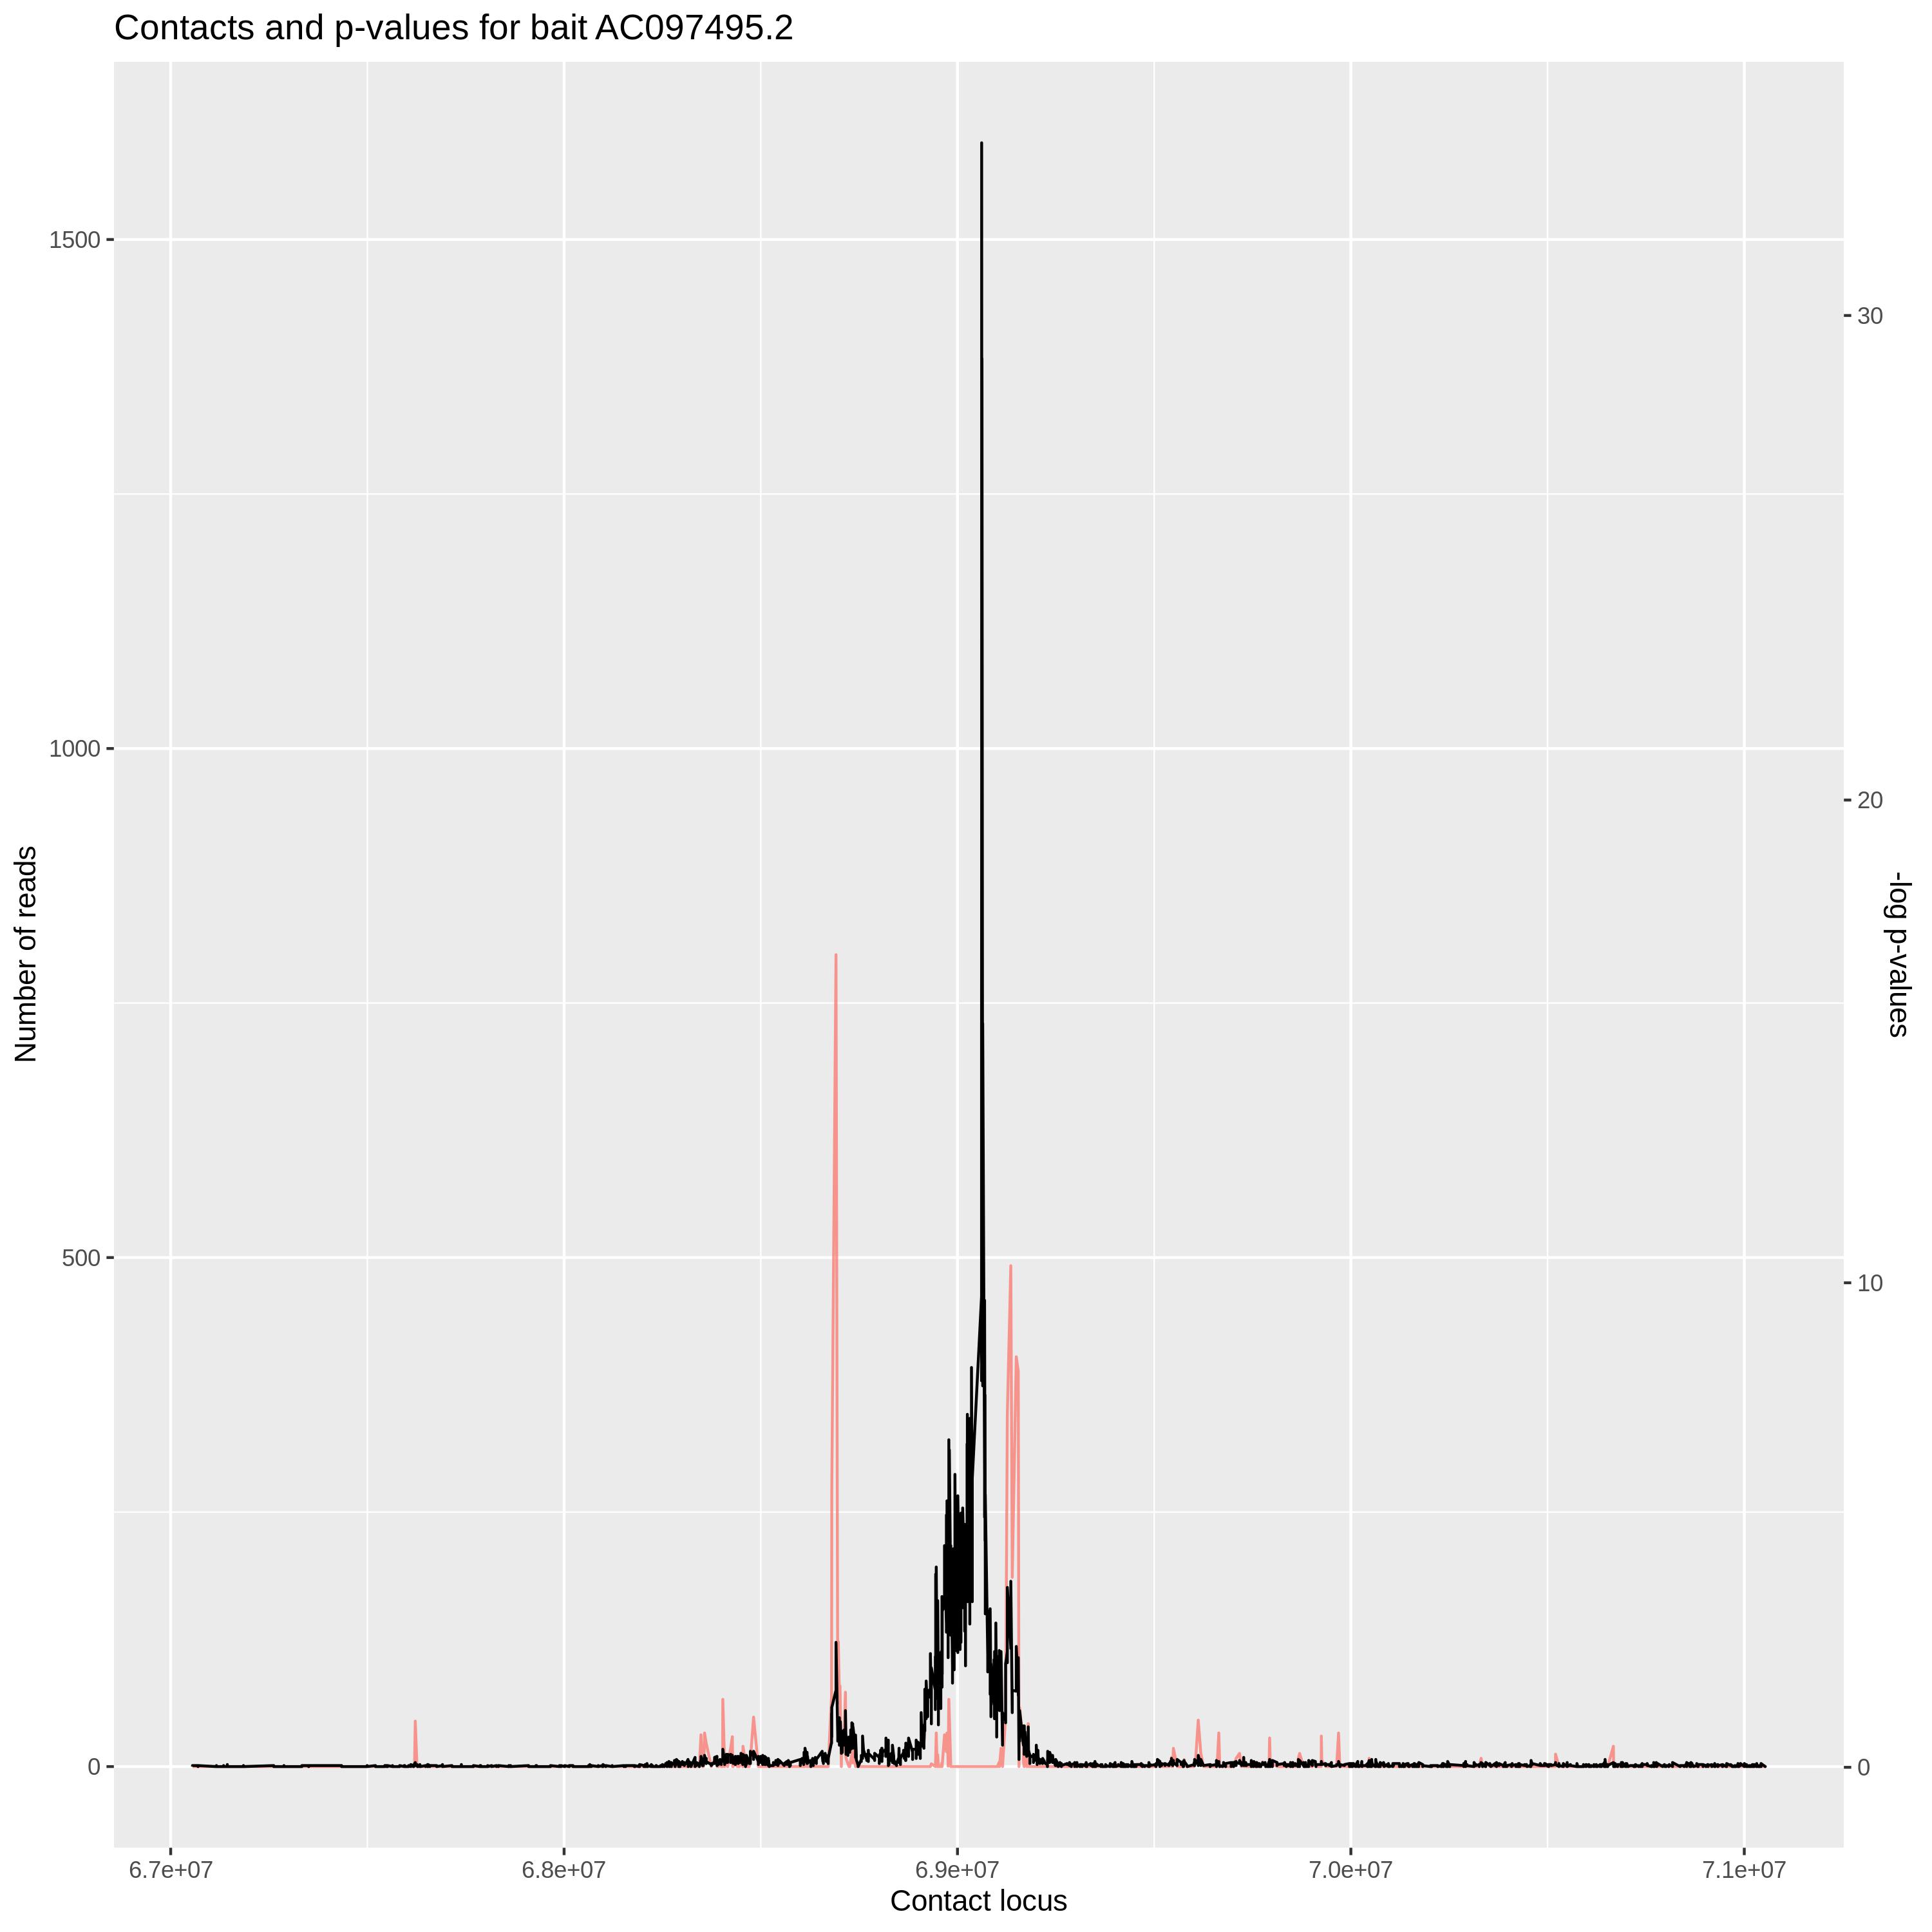 Contacts and p-values for bait AC097495.2
1500
1000
500
0
Number of reads
30
20
10
0
-log p-values
6.7e+07
6.8e+07
6.9e+07
7.0e+07
7.1e+07
Contact locus